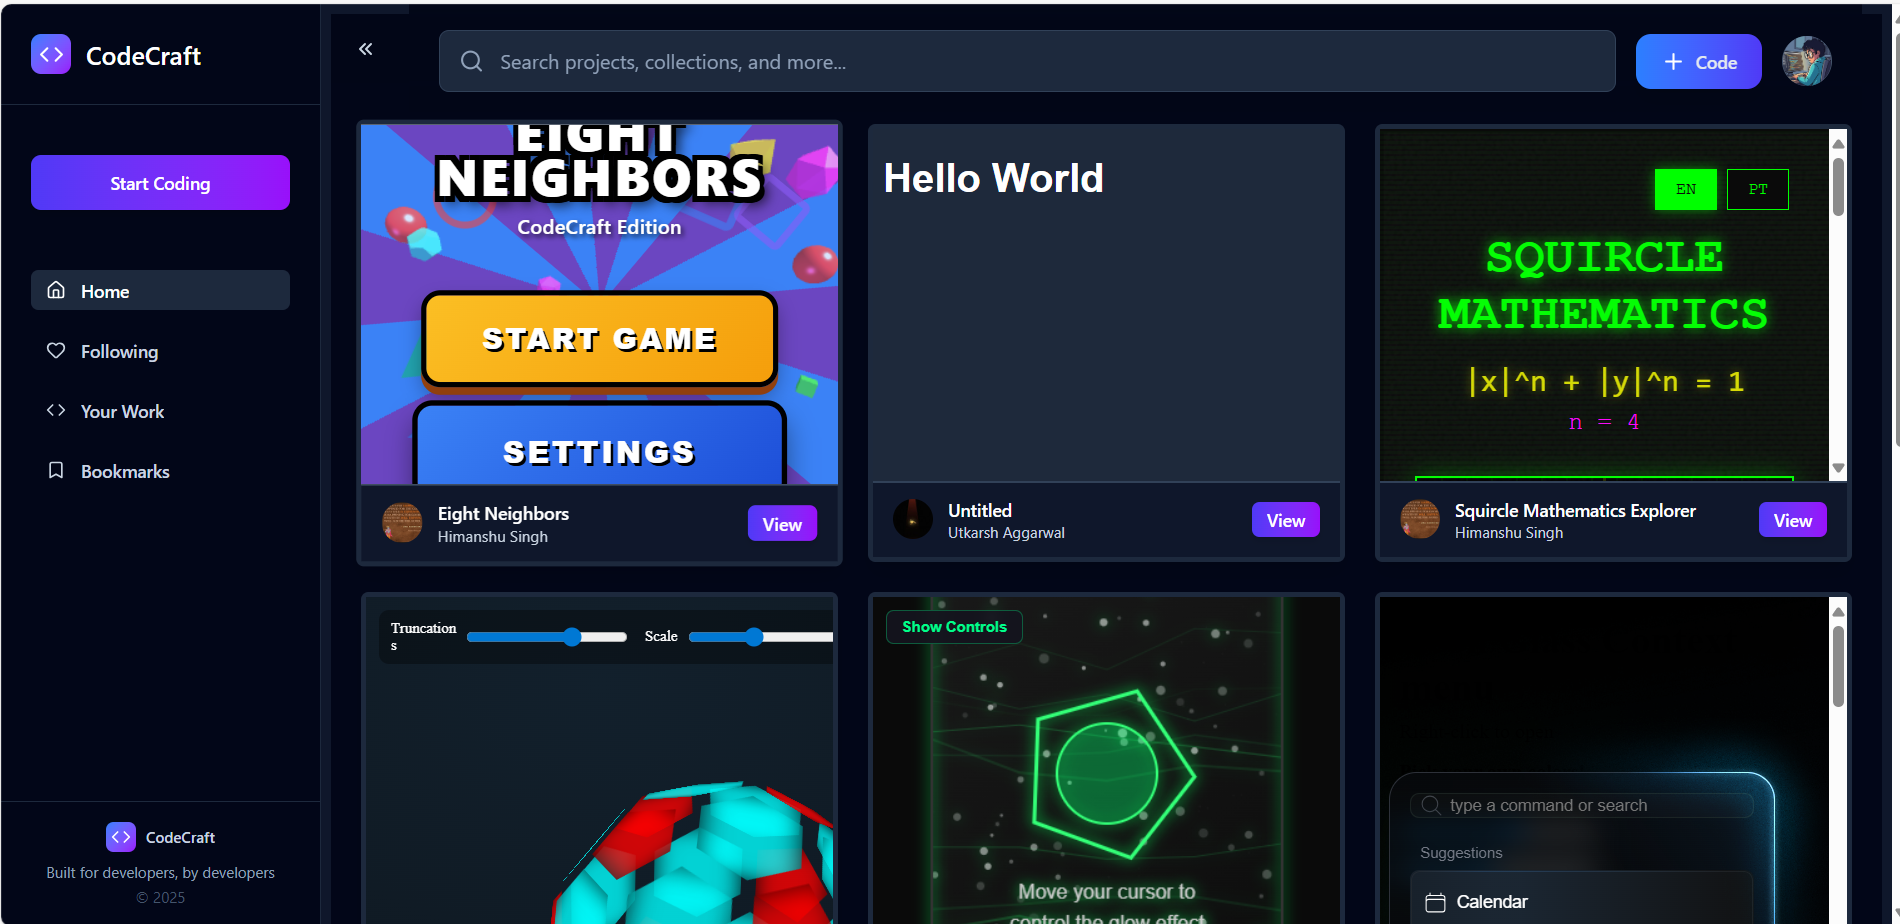 CodeCraft
Search projects, collections, and more...
Code
Start Coding
Home
Following
Your Work
Bookmarks
CodeCraft
Built for developers, by developers
© 2025
EIGHT
NEIGHBORS
CodeCraft Edition
START GAME
SETTINGS
Eight Neighbors
Himanshu Singh
View
Hello World
Untitled
Utkarsh Aggarwal
View
EN PT
SQUIRCLE
MATHEMATICS
|x|^n + |y|^n = 1
n = 4
Squircle Mathematics Explorer
Himanshu Singh
View
Truncation
s
Scale
Show Controls
Move your cursor to
control the glow effect
type a command or search
Suggestions
Calendar